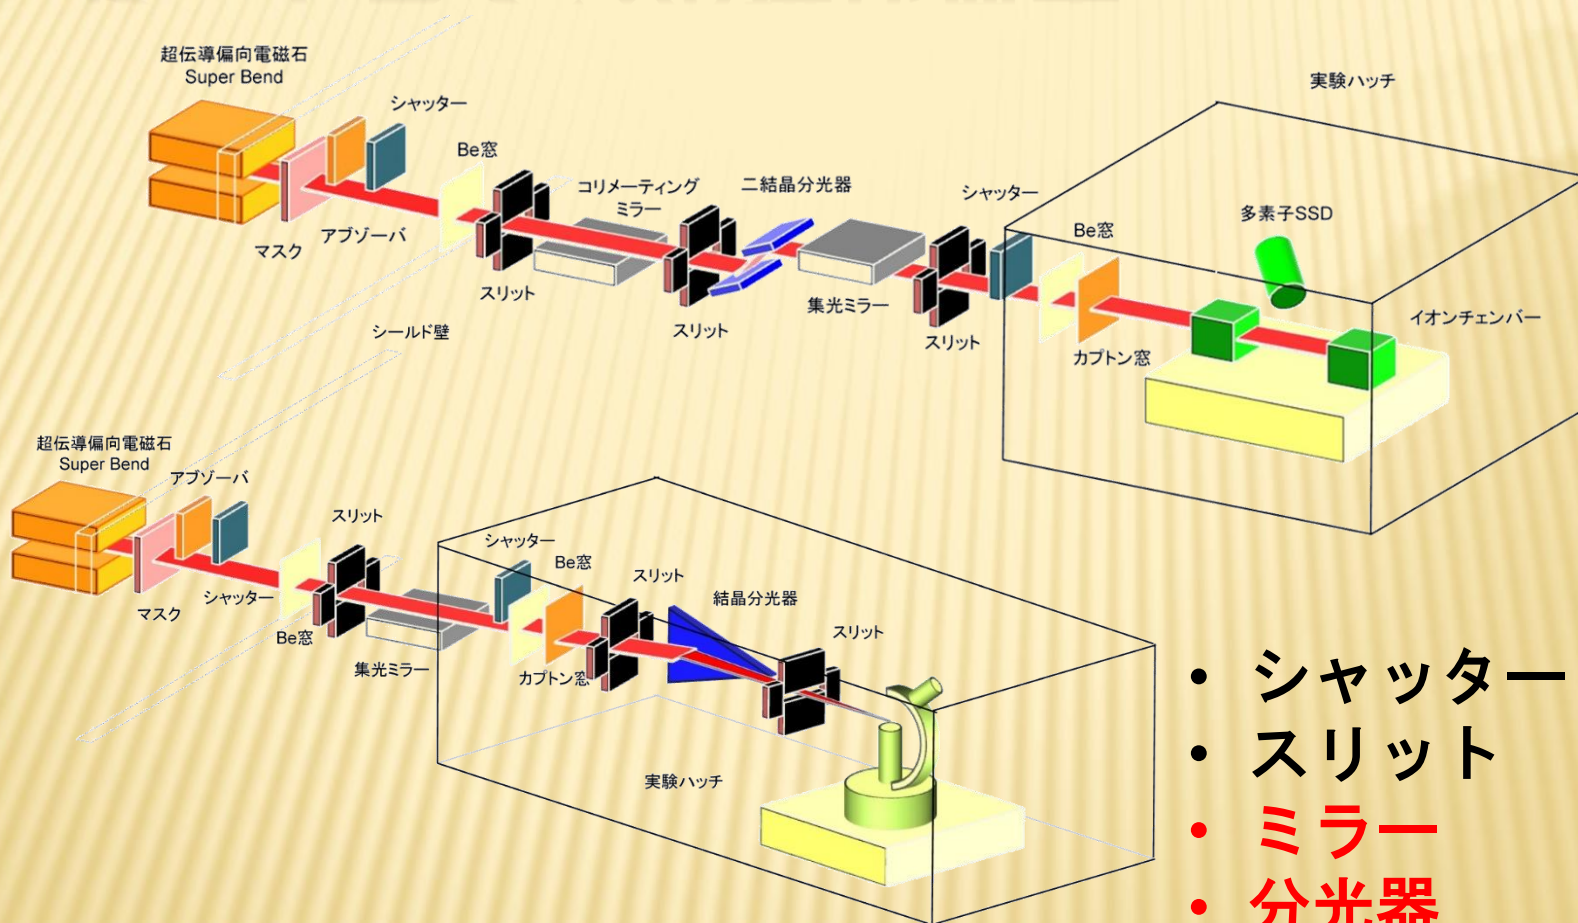 超伝導偏向電磁石
Super Bend
シャッター
Be窓
コリメーティング
ミラー
二結晶分光器
シャッター
実験ハッチ
Be窓
多素子SSD
イオンチェンバー
マスク
アブゾーバ
スリット
スリット
集光ミラー
スリット
カプトン窓
シールド壁
超伝導偏向電磁石
Super Bend
アブゾーバ
スリット
シャッター
Be窓
スリット
結晶分光器
スリット
マスク
シャッター
Be窓
集光ミラー
カプトン窓
実験ハッチ
• シャッター
• スリット
• ミラー
• 分光器